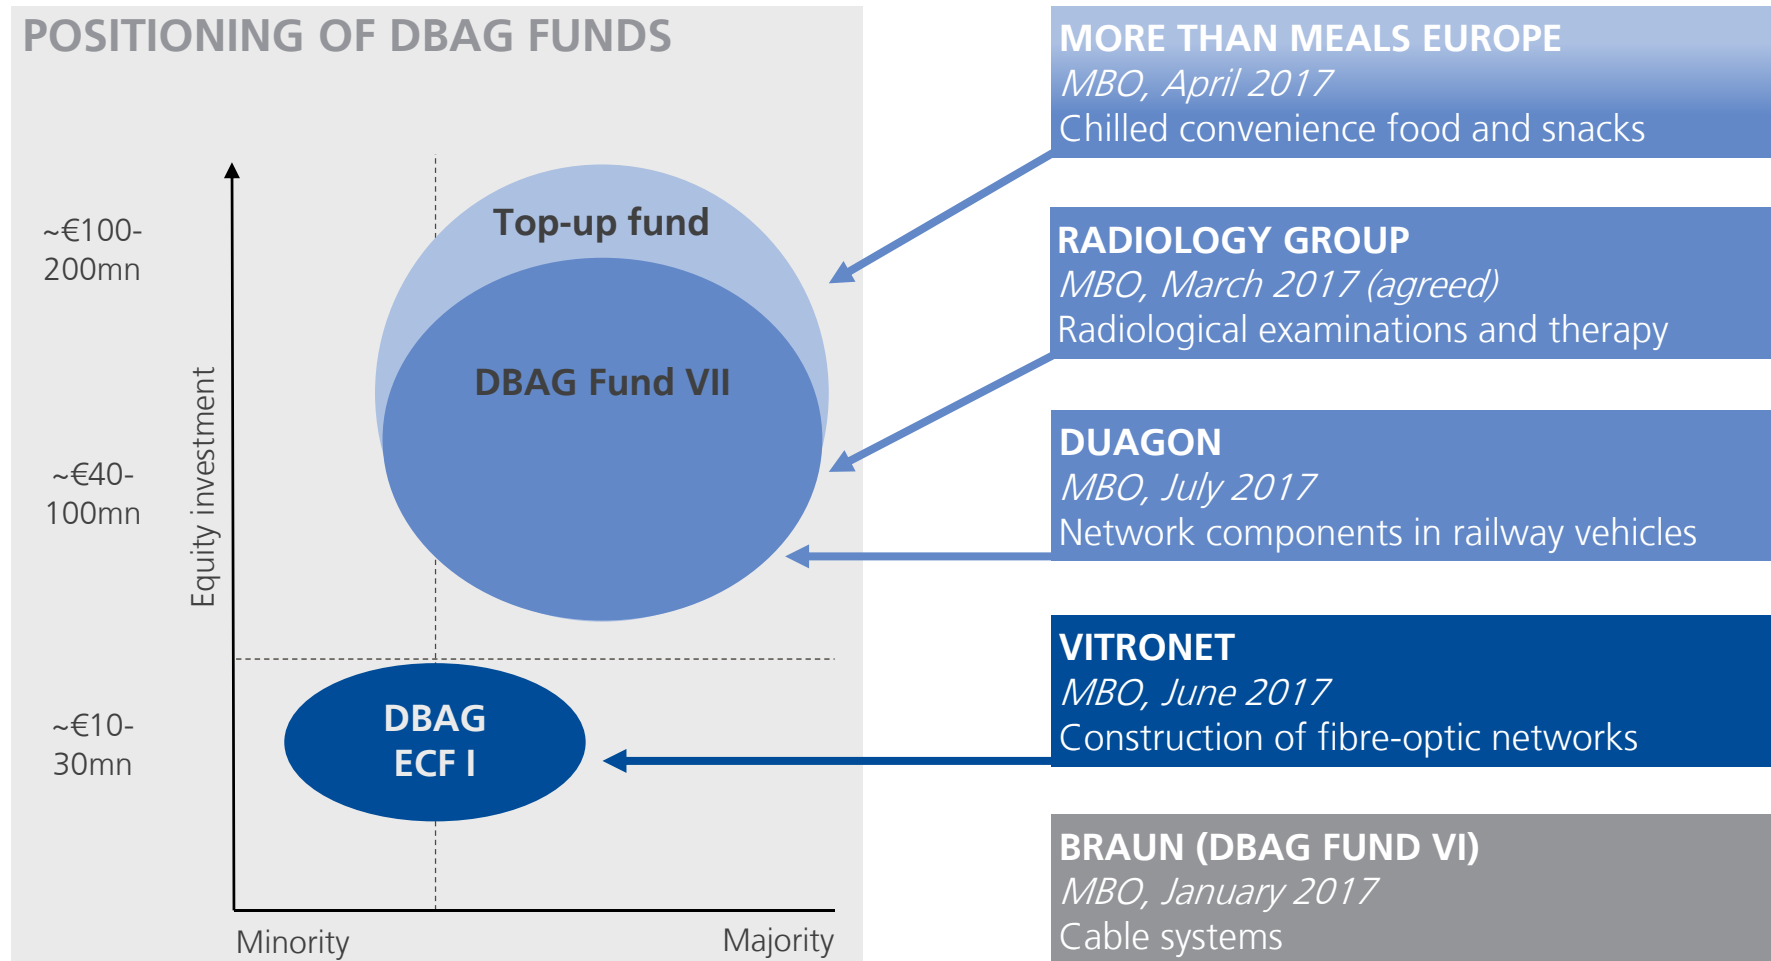 POSITIONING OF DBAG FUNDS
~€100-
200mn
~€40-
100mn
~€10-
30mn
Equity investment
Top-up fund
DBAG Fund VII
DBAG
ECF I
Minority
Majority
MORE THAN MEALS EUROPE
MBO, April 2017
Chilled convenience food and snacks
RADIOLOGY GROUP
MBO, March 2017 (agreed)
Radiological examinations and therapy
DUAGON
MBO, July 2017
Network components in railway vehicles
VITRONET
MBO, June 2017
Construction of fibre-optic networks
BRAUN (DBAG FUND VI)
MBO, January 2017
Cable systems